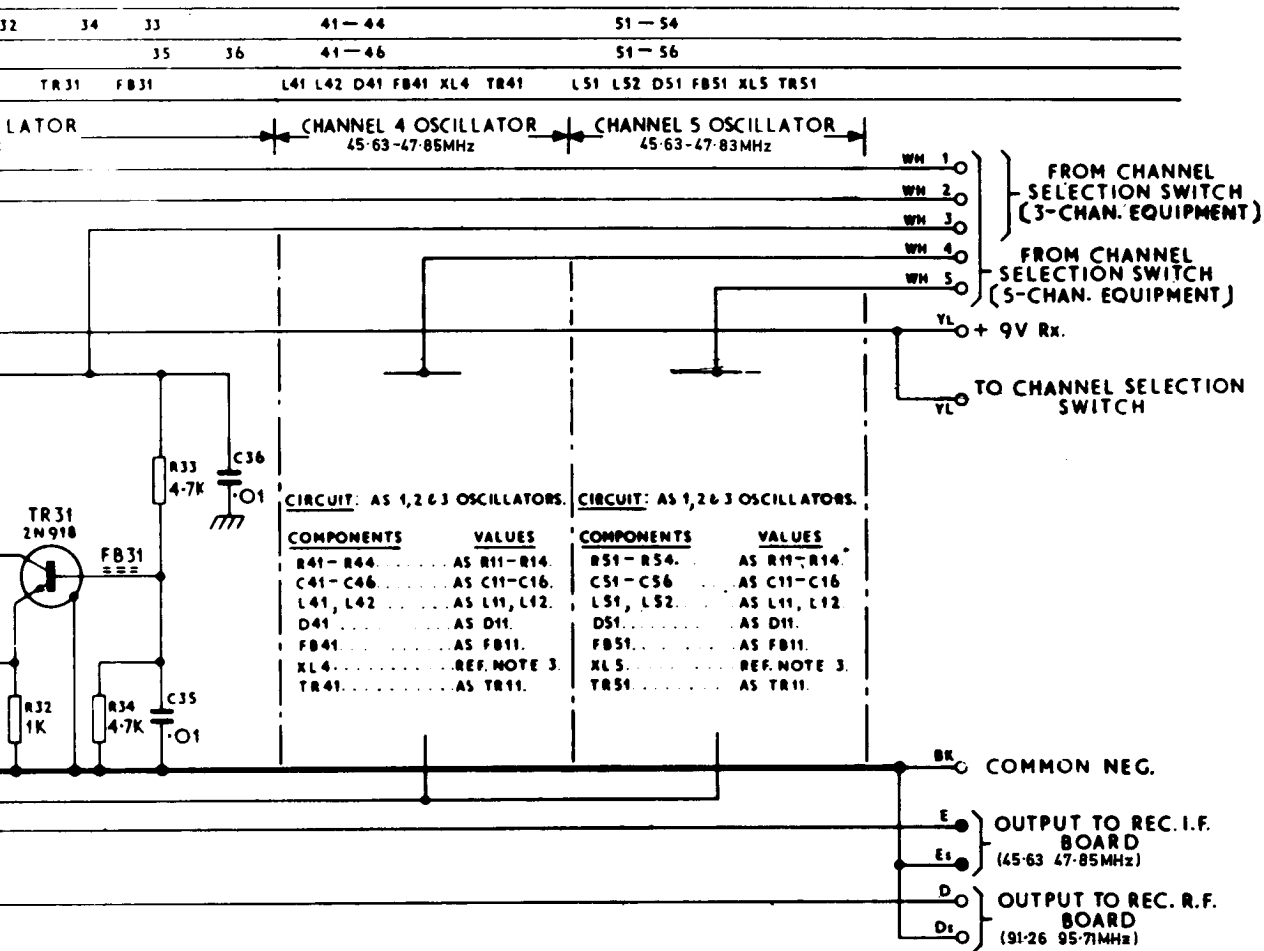 32 34 33 41–44 51–54
35 36 41–46 51–56
TR31 FB31 L41 L42 D41 FB41 XL4 TR41 L51 L52 D51 FB51 XL5 TR51
LATOR
CHANNEL 4 OSCILLATOR
45·63–47·85MHz
CHANNEL 5 OSCILLATOR
45·63–47·83MHz
WH 1
WH 2
WH 3
WH 4
WH 5
FROM CHANNEL
SELECTION SWITCH
(3-CHAN. EQUIPMENT)
FROM CHANNEL
SELECTION SWITCH
(5-CHAN. EQUIPMENT)
YL + 9V Rx.
YL
TO CHANNEL SELECTION
SWITCH
R33
4·7K
C36
·01
TR31
2N918
FB31
R32
1K
R34
4·7K
C35
·01
CIRCUIT: AS 1,2 & 3 OSCILLATORS.
COMPONENTS VALUES
R41–R44. . . . . . . AS R11–R14.
C41–C46. . . . . . . AS C11–C16.
L41, L42 . . . . . . . AS L11, L12.
D41 . . . . . . . . . . AS D11.
FB41. . . . . . . . . . AS FB11.
XL4. . . . . . . . . . . REF. NOTE 3.
TR41. . . . . . . . . . AS TR11.
CIRCUIT: AS 1,2 & 3 OSCILLATORS.
COMPONENTS VALUES
R51–R54. AS R11–R14.
C51–C56 . . AS C11–C16
L51, L52. . . . AS L11, L12.
D51. . . . . . . . AS D11.
FB51. . . . . . . AS FB11.
XL5. . . . . . . . REF. NOTE 3.
TR51. . . . . . . AS TR11.
BK COMMON NEG.
E
Es
OUTPUT TO REC. I.F.
BOARD
(45·63 47·85MHz)
D
Ds
OUTPUT TO REC. R.F.
BOARD
(91·26 95·71MHz)